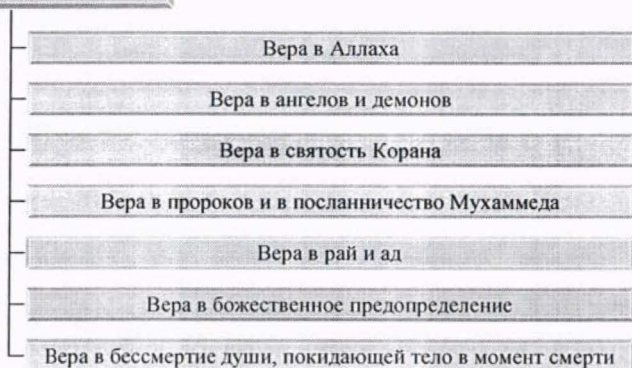 Вера в Аллаха
Вера в ангелов и демонов
Вера в святость Корана
Вера в пророков и в посланничество Мухаммеда
Вера в рай и ад
Вера в божественное предопределение
Вера в бессмертие души, покидающей тело в момент смерти